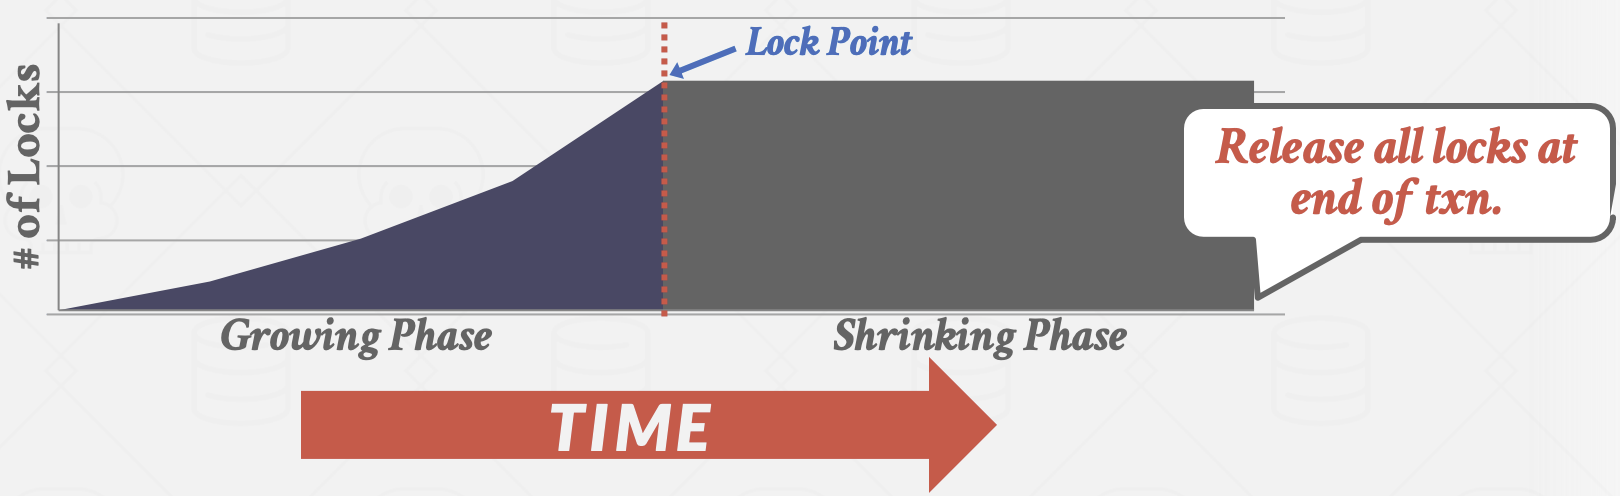 # of Locks
Lock Point
Release all locks at
end of txn.
Growing Phase
Shrinking Phase
TIME